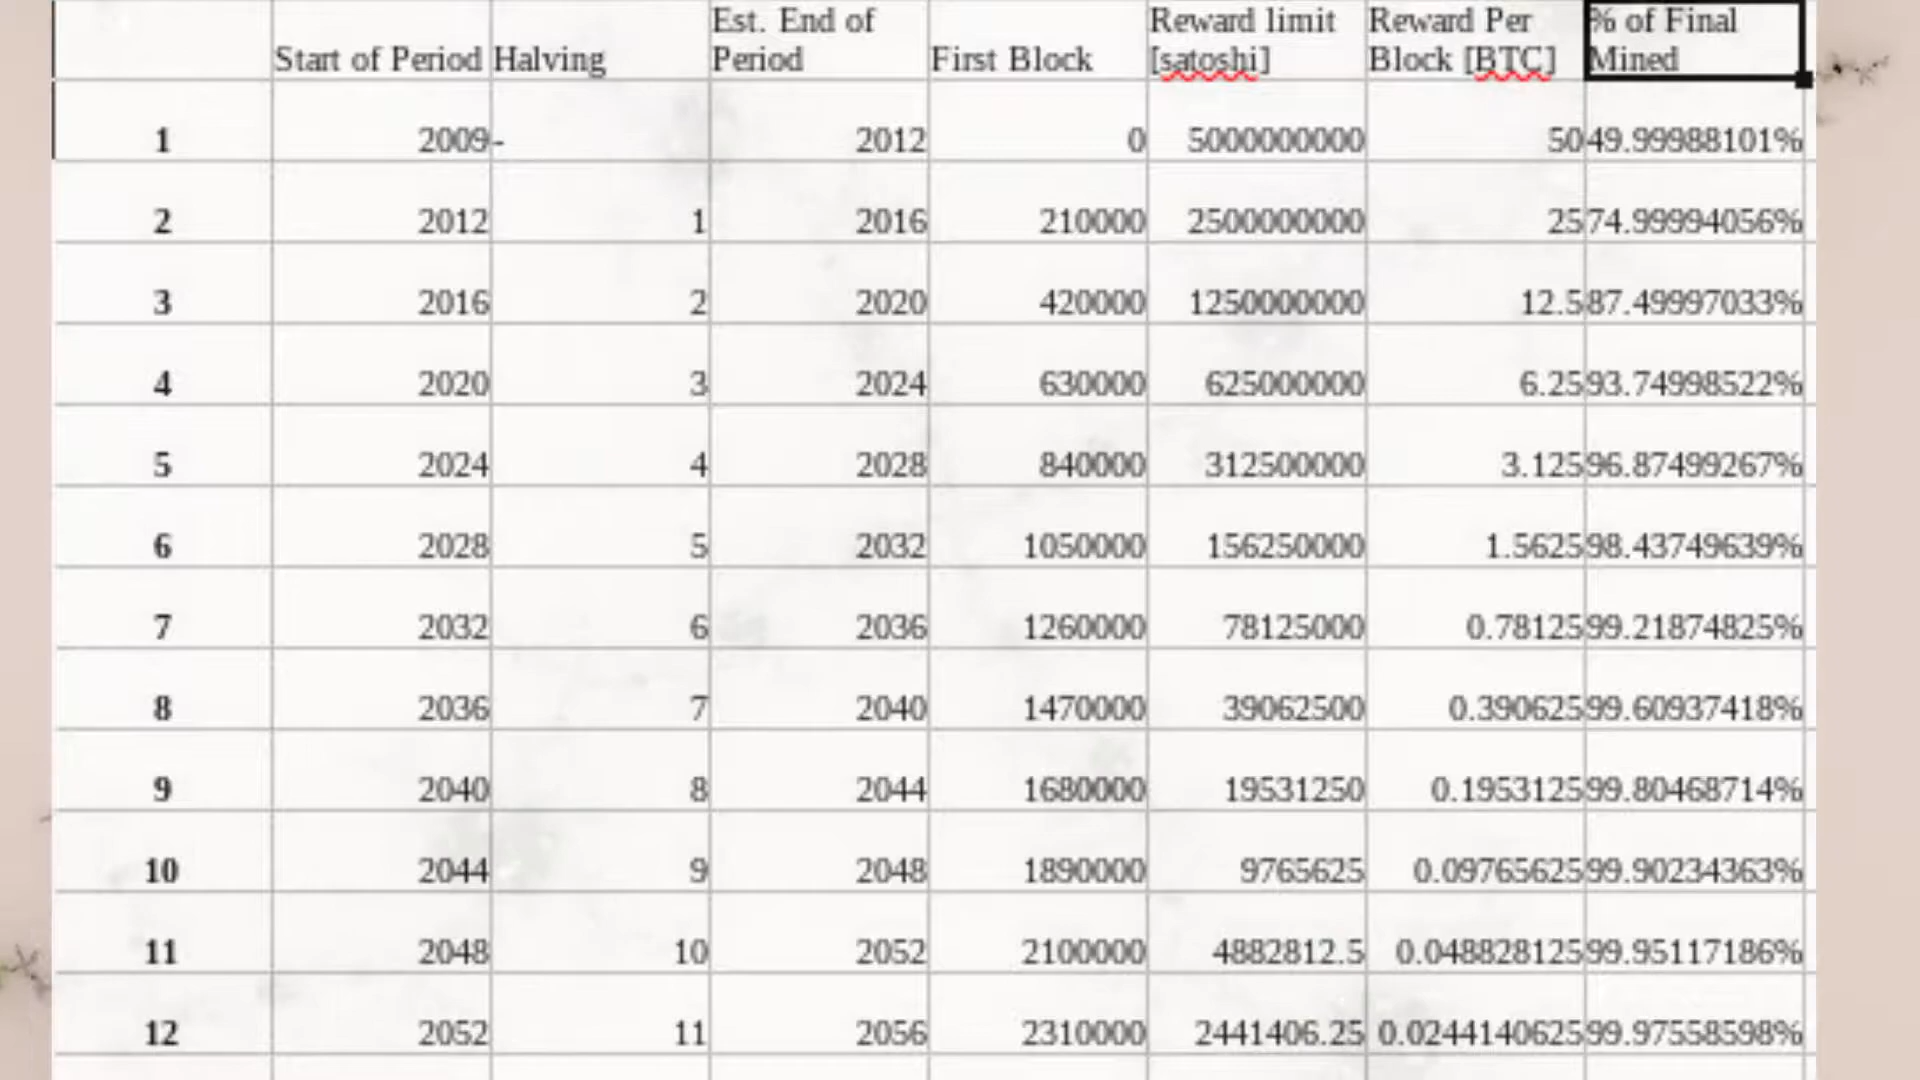 Start of Period Halving Est. End of Period First Block Reward limit [satoshi] Reward Per Block [BTC] % of Final Mined
1 2009 - 2012 0 5000000000 50 49.99988101%
2 2012 1 2016 210000 2500000000 25 74.99994056%
3 2016 2 2020 420000 1250000000 12.5 87.49997033%
4 2020 3 2024 630000 625000000 6.25 93.74998522%
5 2024 4 2028 840000 312500000 3.125 96.87499267%
6 2028 5 2032 1050000 156250000 1.5625 98.43749639%
7 2032 6 2036 1260000 78125000 0.78125 99.21874825%
8 2036 7 2040 1470000 39062500 0.390625 99.60937418%
9 2040 8 2044 1680000 19531250 0.1953125 99.80468714%
10 2044 9 2048 1890000 9765625 0.09765625 99.90234363%
11 2048 10 2052 2100000 4882812.5 0.048828125 99.95117186%
12 2052 11 2056 2310000 2441406.25 0.0244140625 99.97558598%